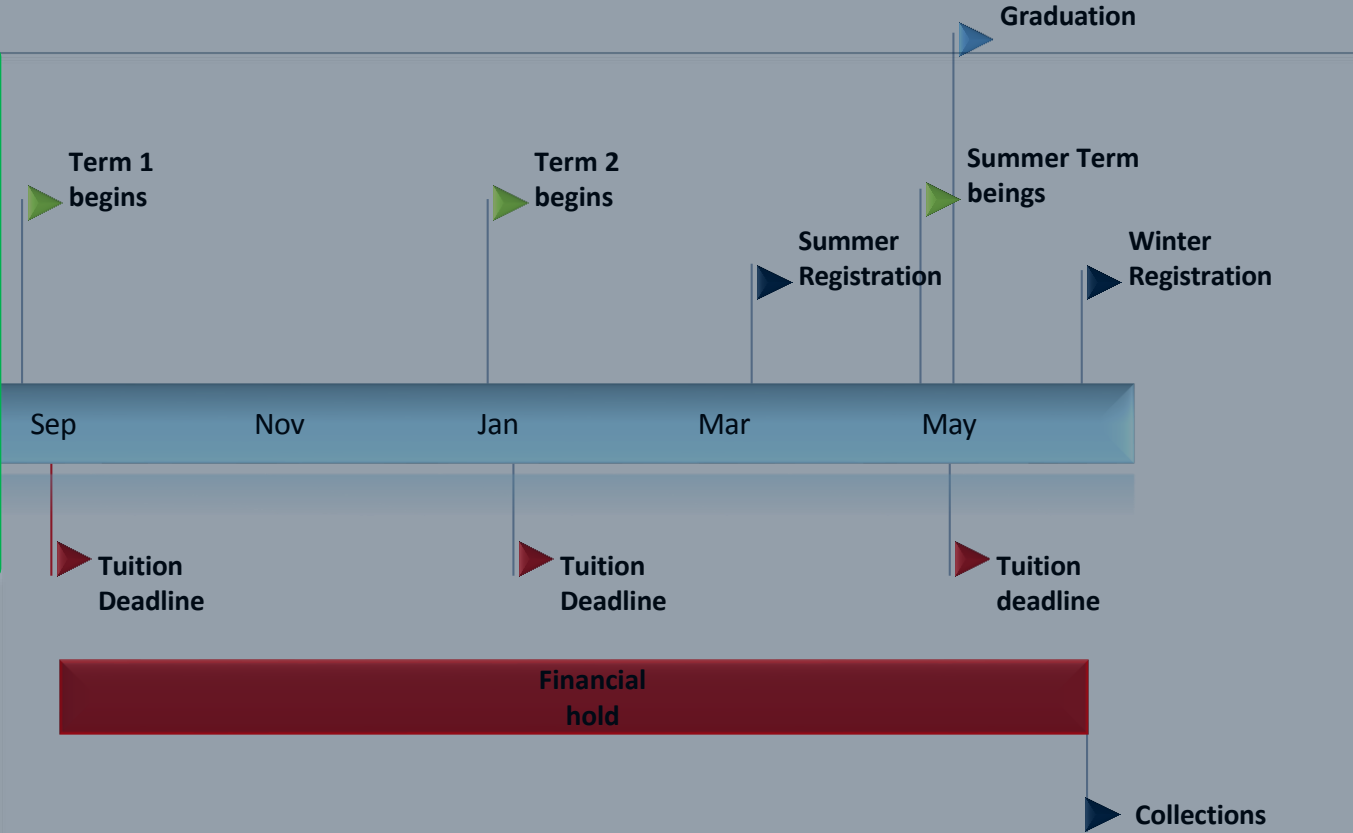 Graduation
Term 1
begins
Term 2
begins
Summer Term
beings
Summer
Registration
Winter
Registration
Sep
Nov
Jan
Mar
May
Tuition
Deadline
Tuition
Deadline
Tuition
deadline
Financial
hold
Collections